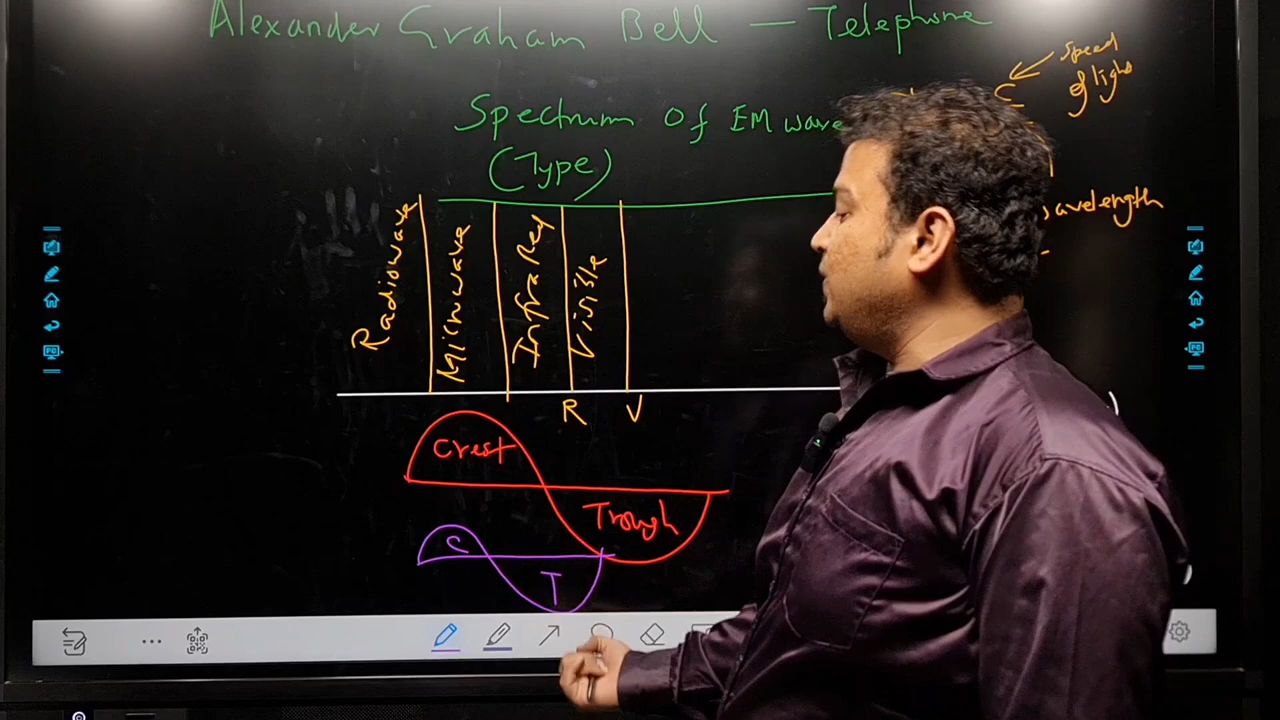 Alexander Graham Bell — Telephone
Speed
of light
C
Spectrum Of EM wave
(Type)
wavelength
Radiowave
Microwave
InfraRed
Visible
R V
Crest
Trough
C
T